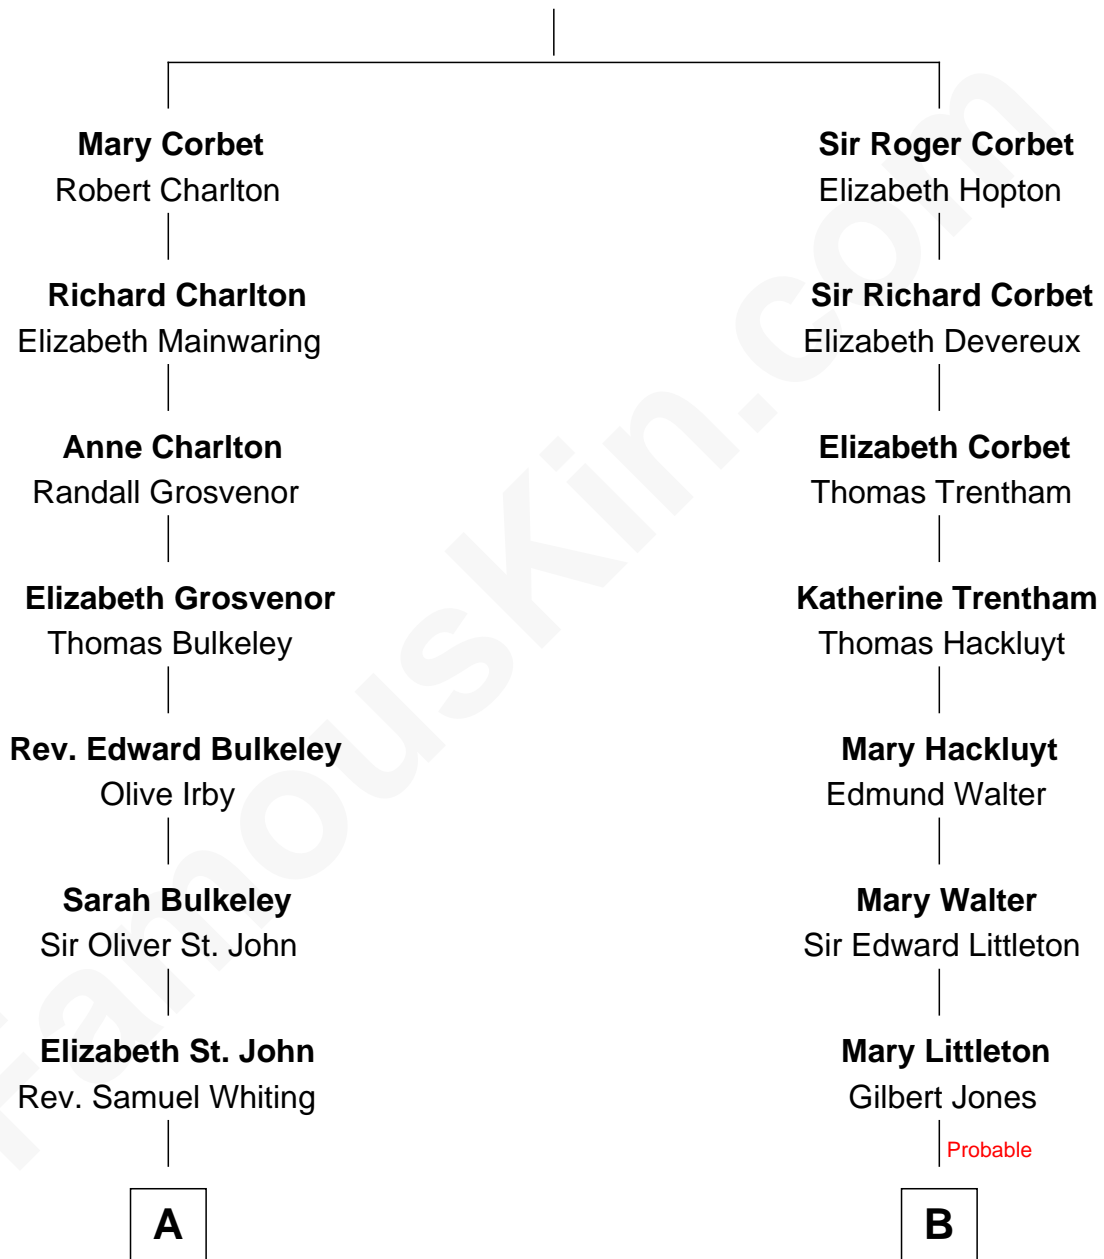 Mary Corbet
Robert Charlton
Richard Charlton
Elizabeth Mainwaring
Anne Charlton
Randall Grosvenor
Elizabeth Grosvenor
Thomas Bulkeley
Rev. Edward Bulkeley
Olive Irby
Sarah Bulkeley
Sir Oliver St. John
Elizabeth St. John
Rev. Samuel Whiting
A
Sir Roger Corbet
Elizabeth Hopton
Sir Richard Corbet
Elizabeth Devereux
Elizabeth Corbet
Thomas Trentham
Katherine Trentham
Thomas Hackluyt
Mary Hackluyt
Edmund Walter
Mary Walter
Sir Edward Littleton
Mary Littleton
Gilbert Jones
Probable
B
FamousKin.com